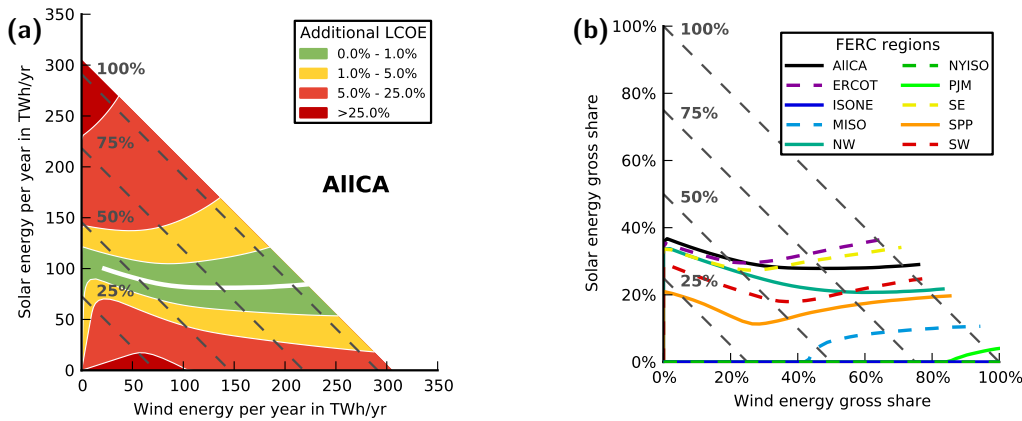 (a)
Solar energy per year in TWh/yr
350
300
250
200
150
100
50
0
100%
75%
50%
25%
Additional LCOE
0.0% - 1.0%
1.0% - 5.0%
5.0% - 25.0%
>25.0%
AllCA
0 50 100 150 200 250 300 350
Wind energy per year in TWh/yr
(b)
Solar energy gross share
100%
80%
60%
40%
20%
0%
100%
75%
50%
25%
FERC regions
AllCA NYISO
ERCOT PJM
ISONE SE
MISO SPP
NW SW
0% 20% 40% 60% 80% 100%
Wind energy gross share